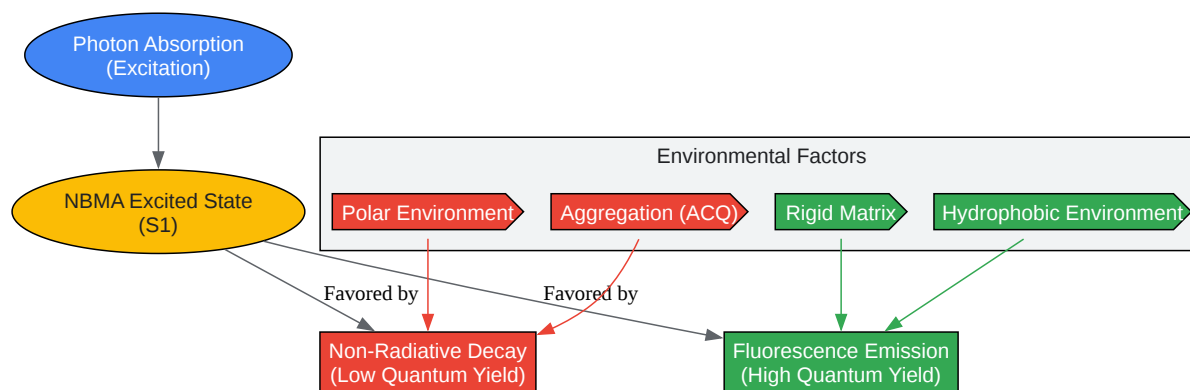 Photon Absorption
(Excitation)
Environmental Factors
NBMA Excited State
(S1)
Polar Environment
Aggregation (ACQ)
Rigid Matrix
Hydrophobic Environment
Favored by
Favored by
Non-Radiative Decay
(Low Quantum Yield)
Fluorescence Emission
(High Quantum Yield)